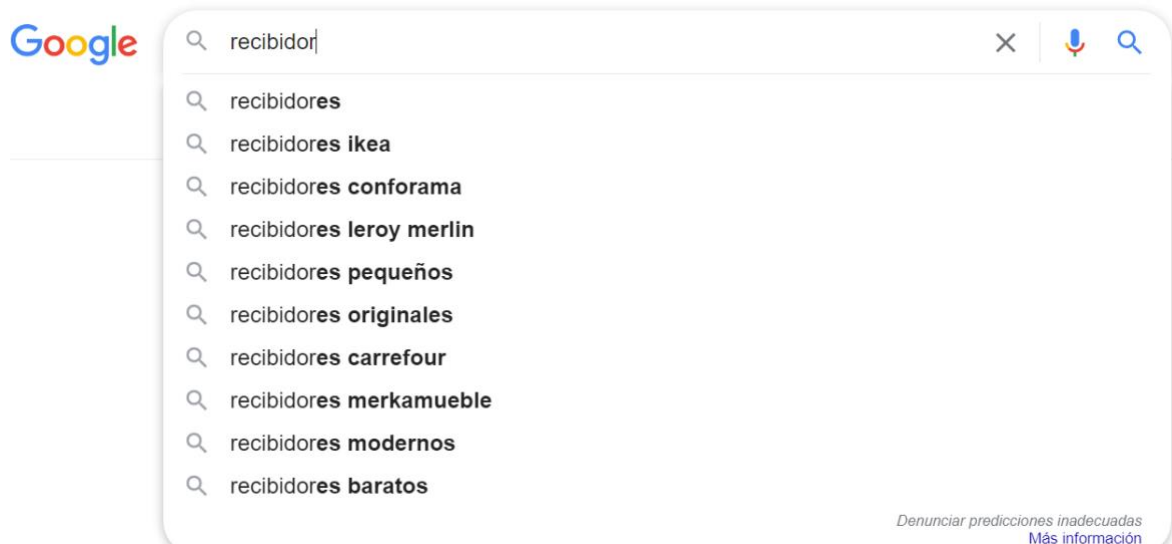 Google
recibidor
recibidores
recibidores ikea
recibidores conforama
recibidores leroy merlin
recibidores pequeños
recibidores originales
recibidores carrefour
recibidores merkamueble
recibidores modernos
recibidores baratos
Denunciar predicciones inadecuadas
Más información